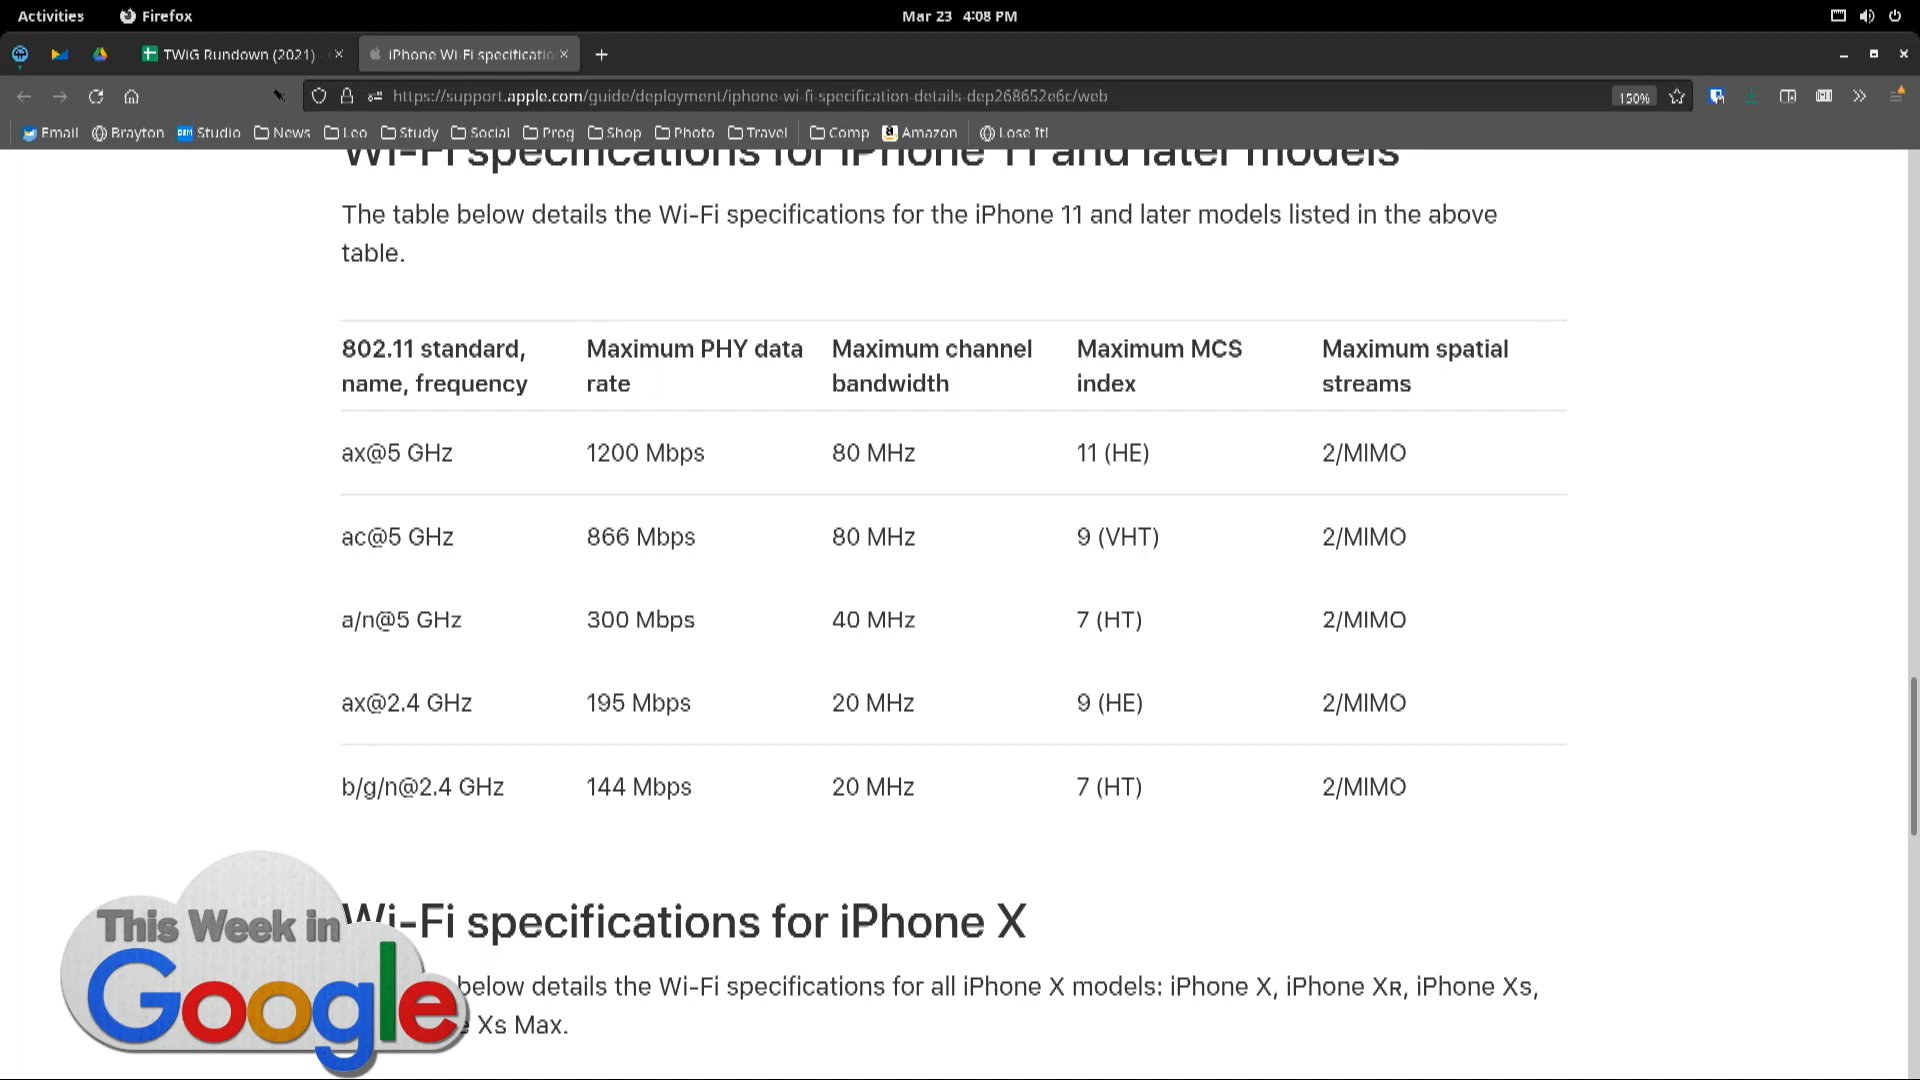 Activities Firefox Mar 23 4:08 PM
TWiG Rundown (2021) iPhone Wi-Fi specificatio
https://support.apple.com/guide/deployment/iphone-wi-fi-specification-details-dep268652e6c/web 150%
Email Brayton Studio News Leo Study Social Prog Shop Photo Travel Comp Amazon Lose It!
Wi-Fi specifications for iPhone 11 and later models
The table below details the Wi-Fi specifications for the iPhone 11 and later models listed in the above
table.
802.11 standard, Maximum PHY data Maximum channel Maximum MCS Maximum spatial
name, frequency rate bandwidth index streams
ax@5 GHz 1200 Mbps 80 MHz 11 (HE) 2/MIMO
ac@5 GHz 866 Mbps 80 MHz 9 (VHT) 2/MIMO
a/n@5 GHz 300 Mbps 40 MHz 7 (HT) 2/MIMO
ax@2.4 GHz 195 Mbps 20 MHz 9 (HE) 2/MIMO
b/g/n@2.4 GHz 144 Mbps 20 MHz 7 (HT) 2/MIMO
Wi-Fi specifications for iPhone X
below details the Wi-Fi specifications for all iPhone X models: iPhone X, iPhone XR, iPhone Xs,
Xs Max.
This Week in
Google